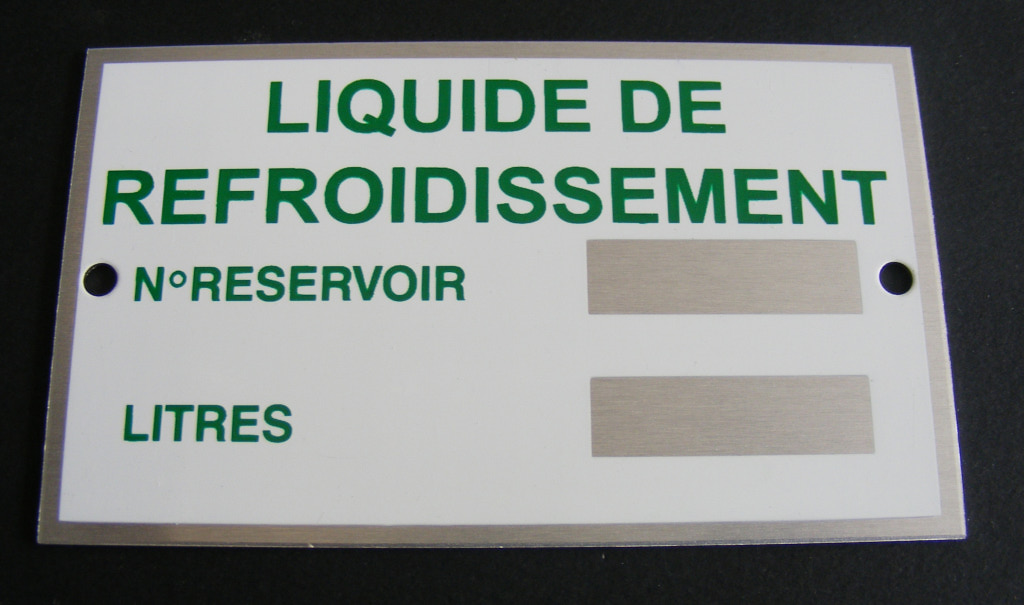 LIQUIDE DE
REFROIDISSEMENT
N°RESERVOIR
LITRES